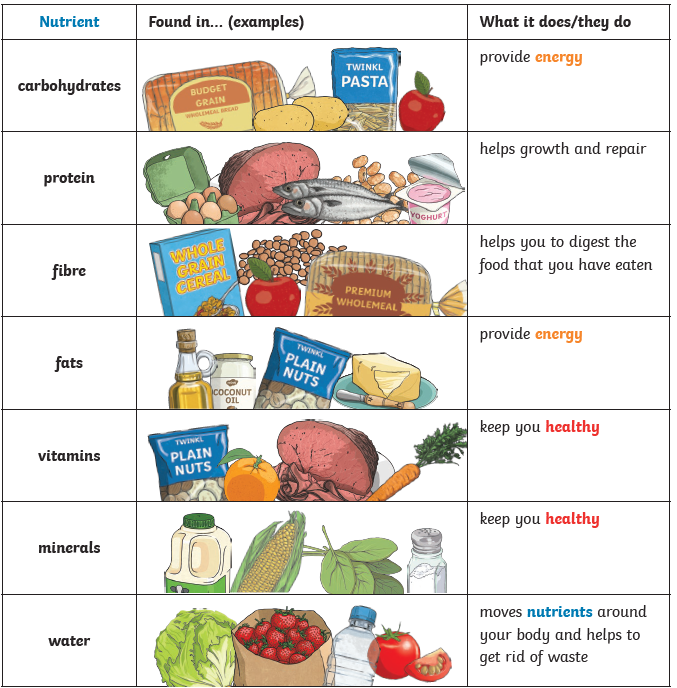 Nutrient
Found in... (examples)
What it does/they do
carbohydrates
BUDGET
GRAIN
WHOLEMEAL BREAD
TWINKL
PASTA
provide energy
protein
YOGHURT
helps growth and repair
fibre
WHOLE
GRAIN
CEREAL
PREMIUM
WHOLEMEAL
helps you to digest the
food that you have eaten
fats
COCONUT
OIL
TWINKL
PLAIN
NUTS
provide energy
vitamins
TWINKL
PLAIN
NUTS
keep you healthy
minerals
keep you healthy
water
moves nutrients around
your body and helps to
get rid of waste